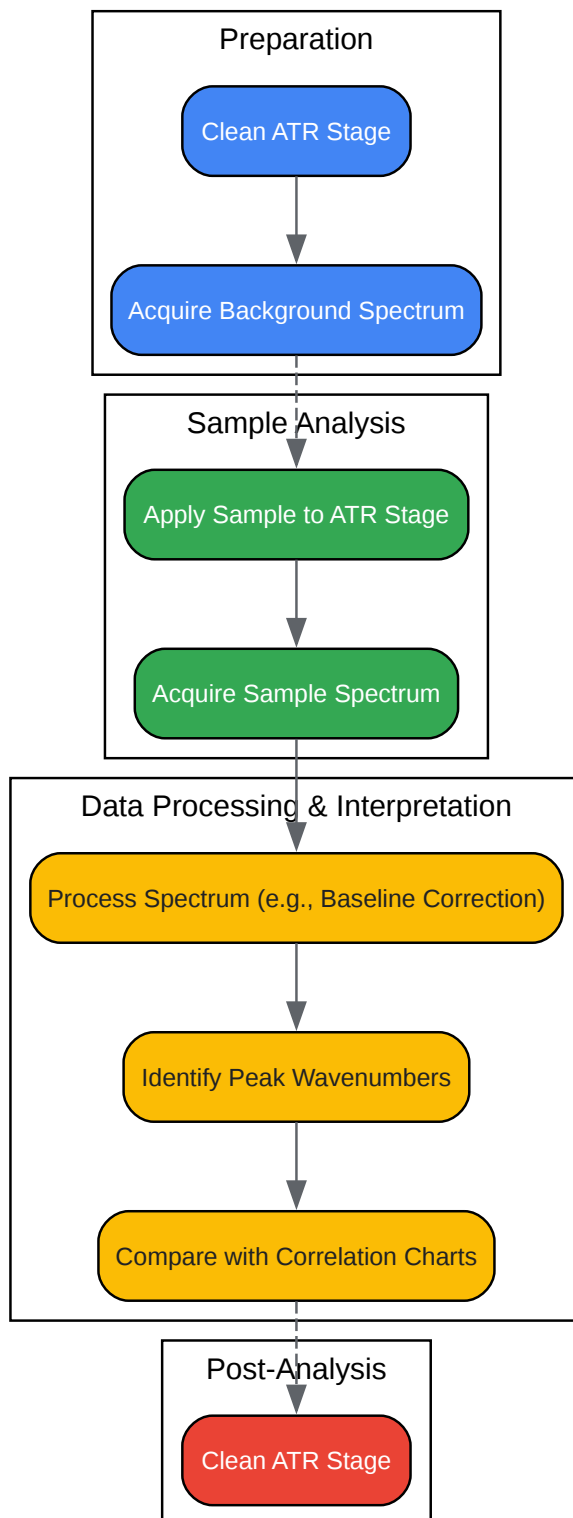 Preparation
Clean ATR Stage
Acquire Background Spectrum
Sample Analysis
Apply Sample to ATR Stage
Acquire Sample Spectrum
Data Processing & Interpretation
Process Spectrum (e.g., Baseline Correction)
Identify Peak Wavenumbers
Compare with Correlation Charts
Post-Analysis
Clean ATR Stage